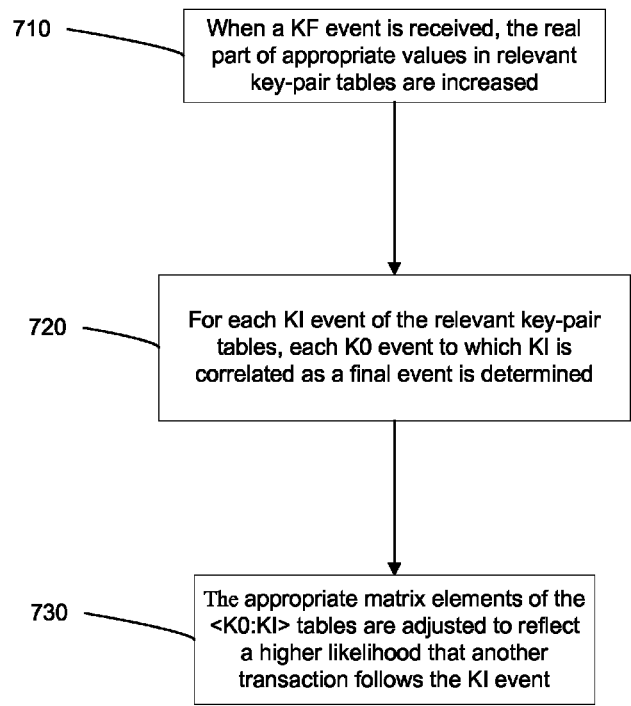 710
When a KF event is received, the real
part of appropriate values in relevant
key-pair tables are increased
720
For each KI event of the relevant key-pair
tables, each K0 event to which KI is
correlated as a final event is determined
730
The appropriate matrix elements of the
<K0:KI> tables are adjusted to reflect
a higher likelihood that another
transaction follows the KI event